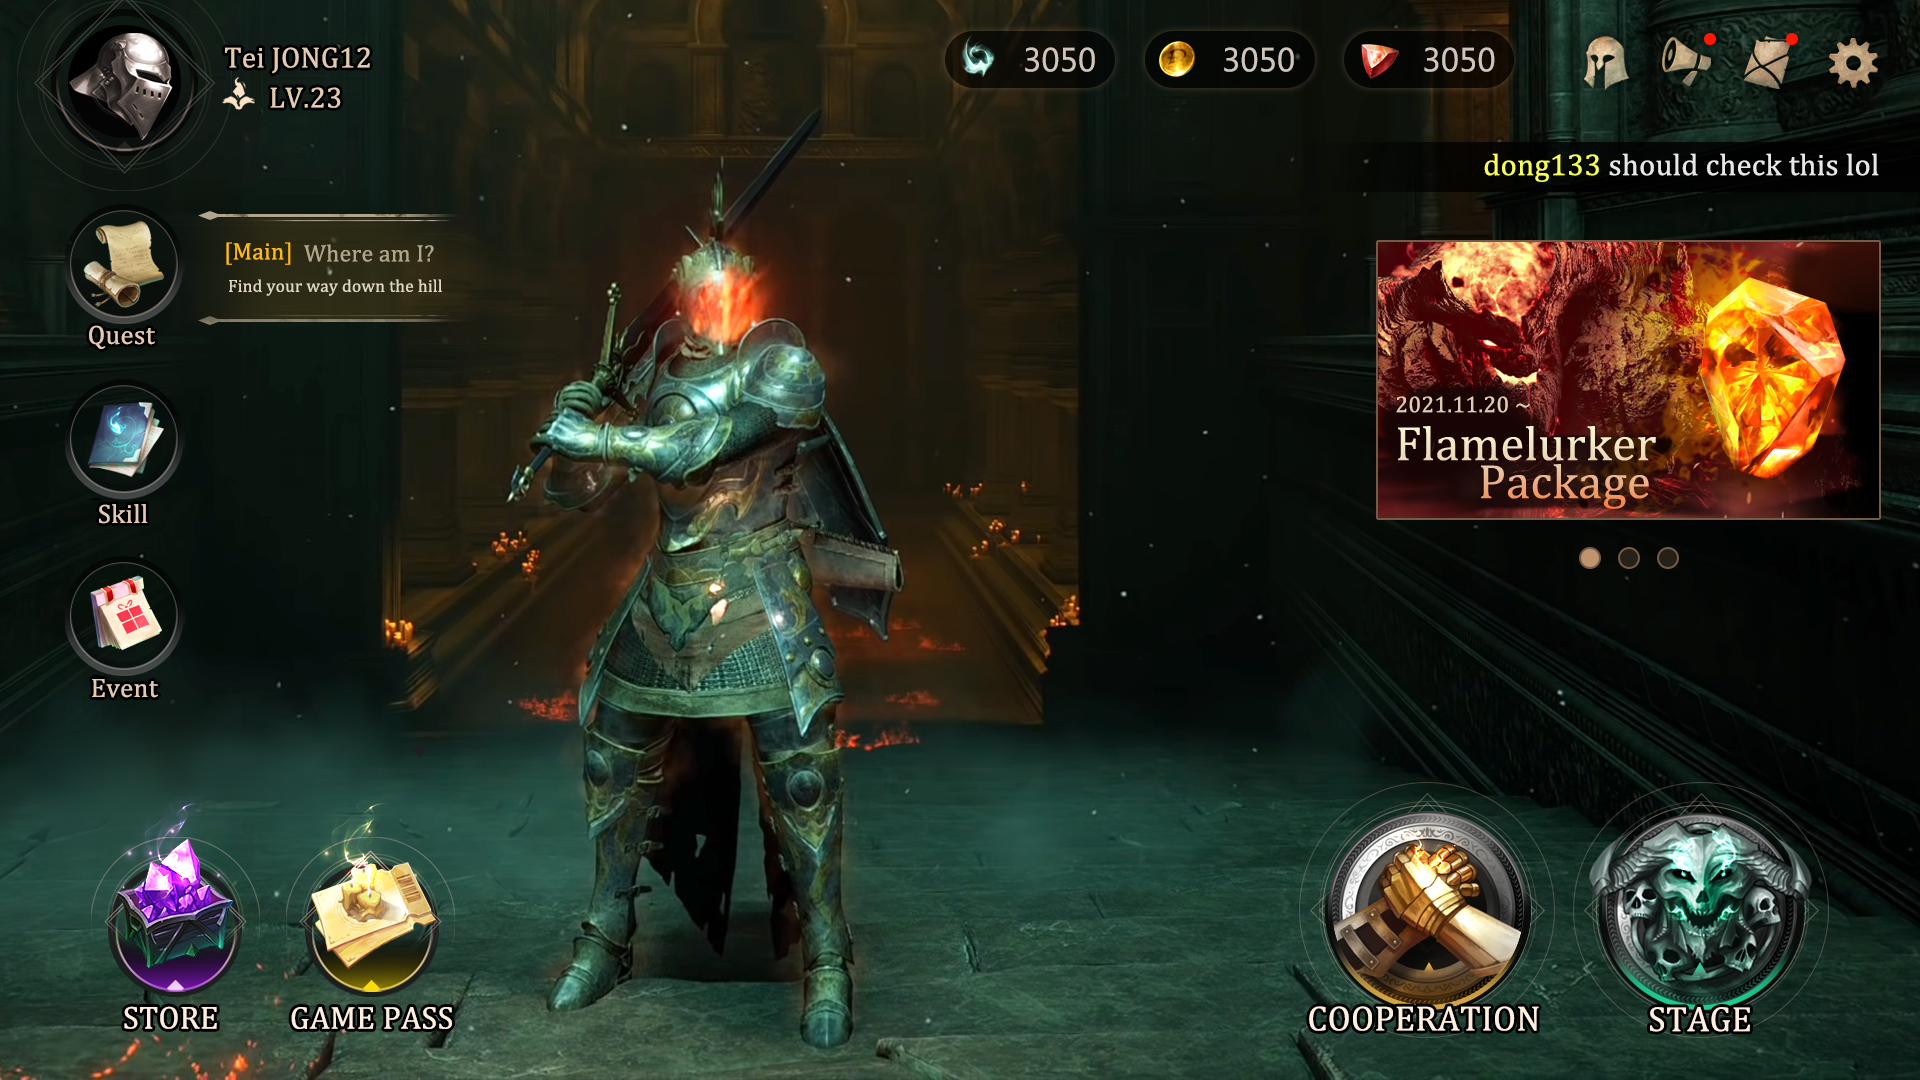 Tei JONG12
LV.23
3050
3050
3050
dong133 should check this lol
[Main] Where am I?
Find your way down the hill
Quest
Skill
Event
2021.11.20 ~
Flamelurker
Package
STORE
GAME PASS
COOPERATION
STAGE